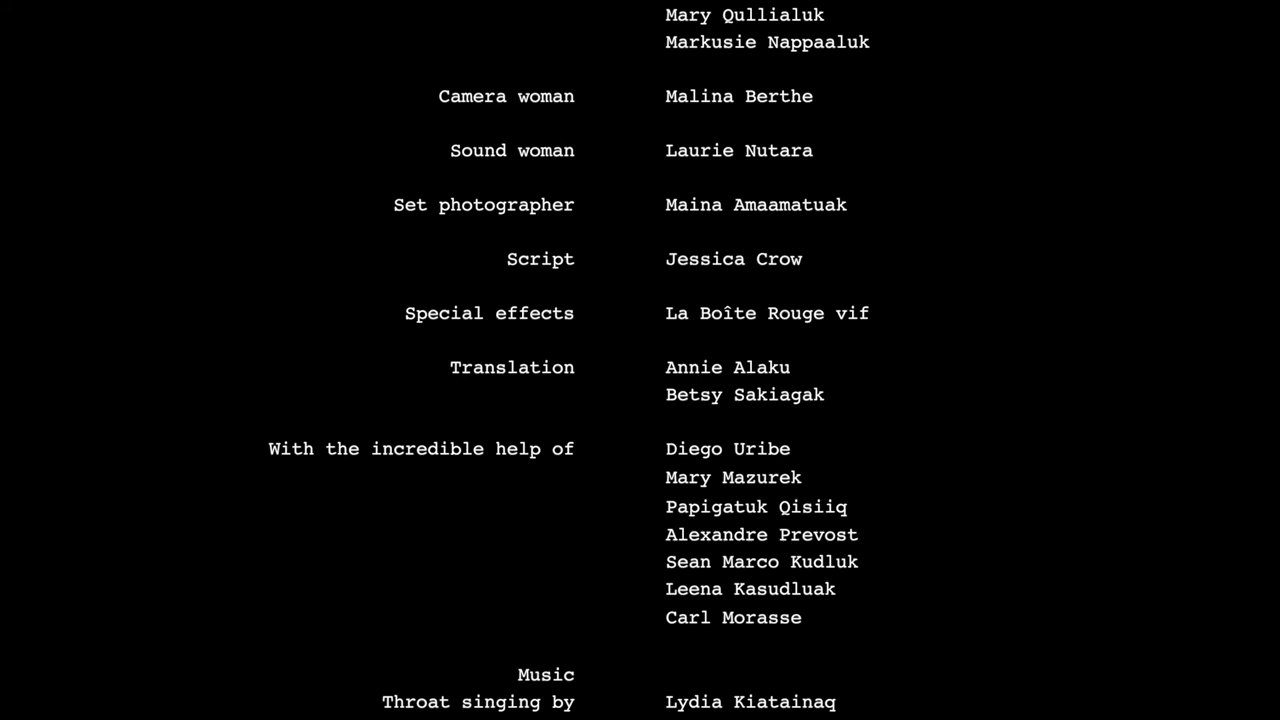 Mary Qullialuk
Markusie Nappaaluk
Camera woman Malina Berthe
Sound woman Laurie Nutara
Set photographer Maina Amaamatuak
Script Jessica Crow
Special effects La Boîte Rouge vif
Translation Annie Alaku
Betsy Sakiagak
With the incredible help of Diego Uribe
Mary Mazurek
Papigatuk Qisiiq
Alexandre Prevost
Sean Marco Kudluk
Leena Kasudluak
Carl Morasse
Music
Throat singing by Lydia Kiatainaq